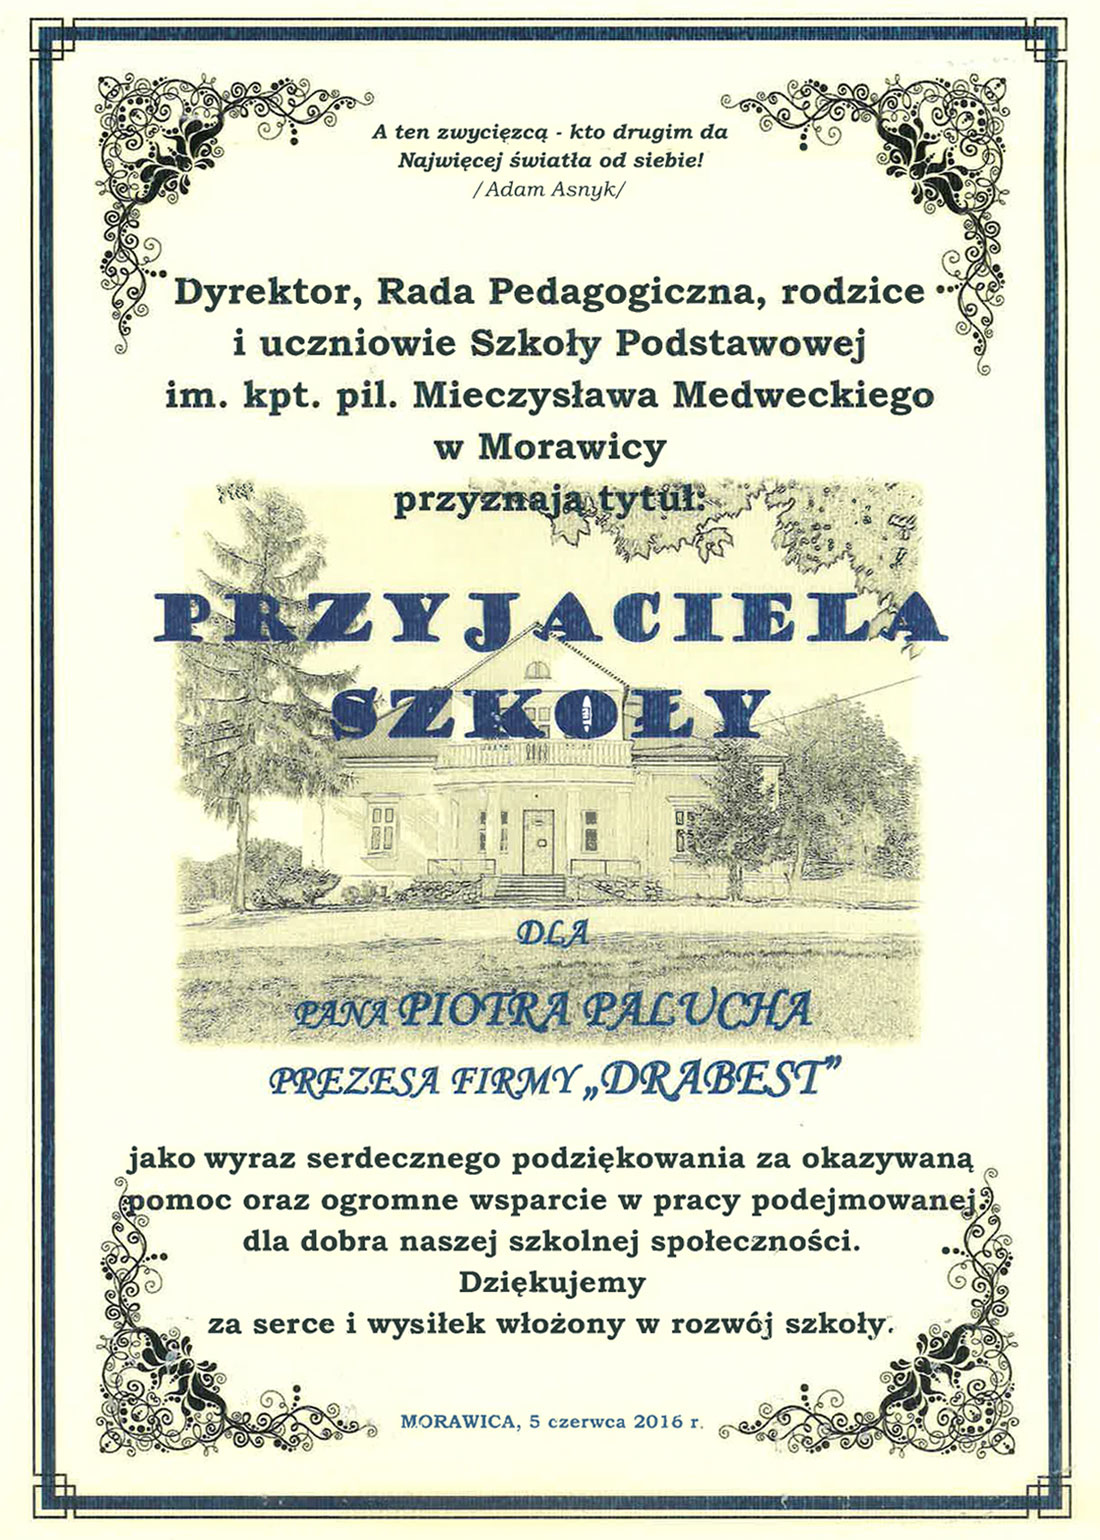 A ten zwycięzcą - kto drugim da
Najwięcej światła od siebie!
/Adam Asnyk/
Dyrektor, Rada Pedagogiczna, rodzice
i uczniowie Szkoły Podstawowej
im. kpt. pil. Mieczysława Medweckiego
w Morawicy
przyznają tytuł:
PRZYJACIELA
SZKOŁY
DLA
PANA PIOTRA PALUCHA
PREZESA FIRMY „DRABEST”
jako wyraz serdecznego podziękowania za okazywaną
pomoc oraz ogromne wsparcie w pracy podejmowanej
dla dobra naszej szkolnej społeczności.
Dziękujemy
za serce i wysiłek włożony w rozwój szkoły.
MORAWICA, 5 czerwca 2016 r.